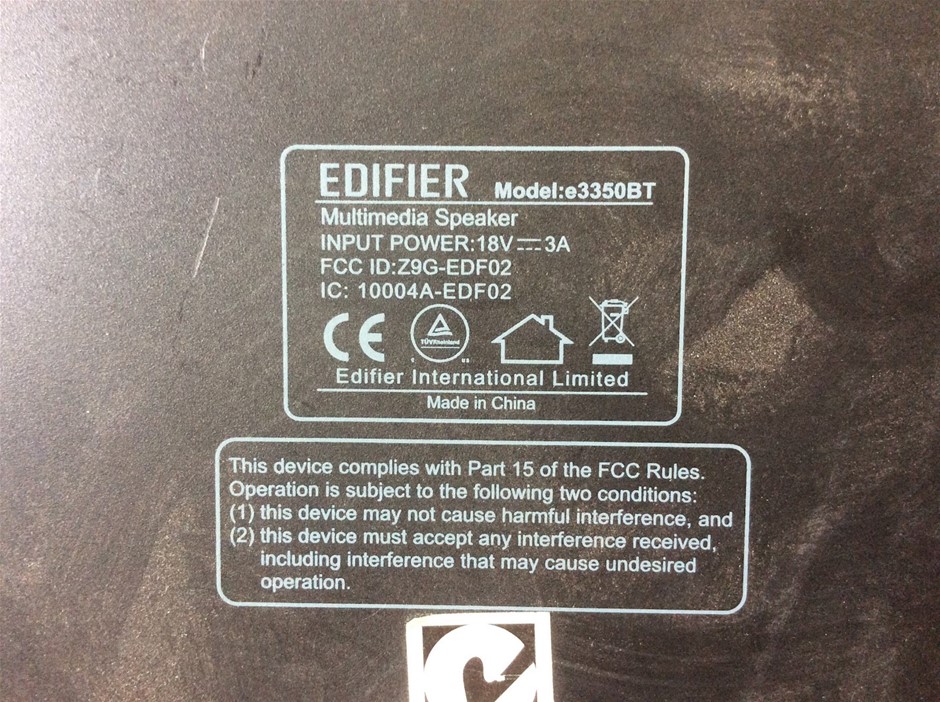 EDIFIER Model:e3350BT
Multimedia Speaker
INPUT POWER:18V⎓3A
FCC ID:Z9G-EDF02
IC: 10004A-EDF02
CE TÜVRheinland
C US
Edifier International Limited
Made in China
This device complies with Part 15 of the FCC Rules.
Operation is subject to the following two conditions:
(1) this device may not cause harmful interference, and
(2) this device must accept any interference received,
including interference that may cause undesired
operation.